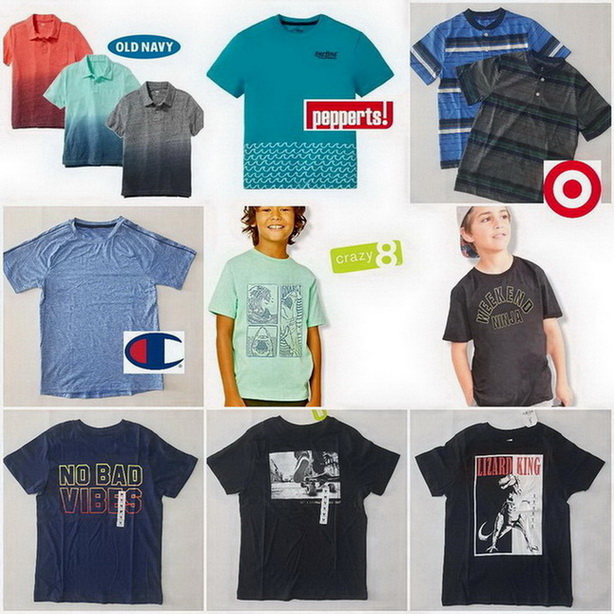 OLD NAVY
pepperts!
crazy 8
WEEKEND
NINJA
NO BAD
VIBES
LIZARD KING